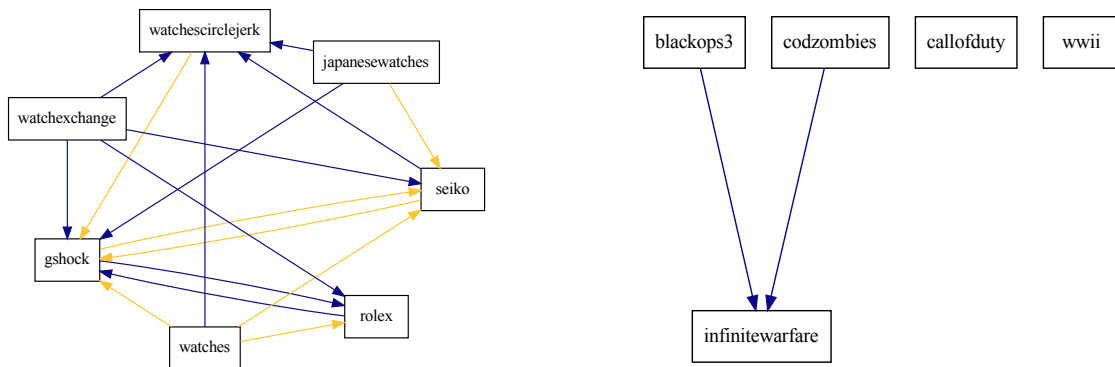 watchescirclejerk
japanesewatches
watchexchange
seiko
gshock
rolex
watches
blackops3
codzombies
callofduty
wwii
infinitewarfare